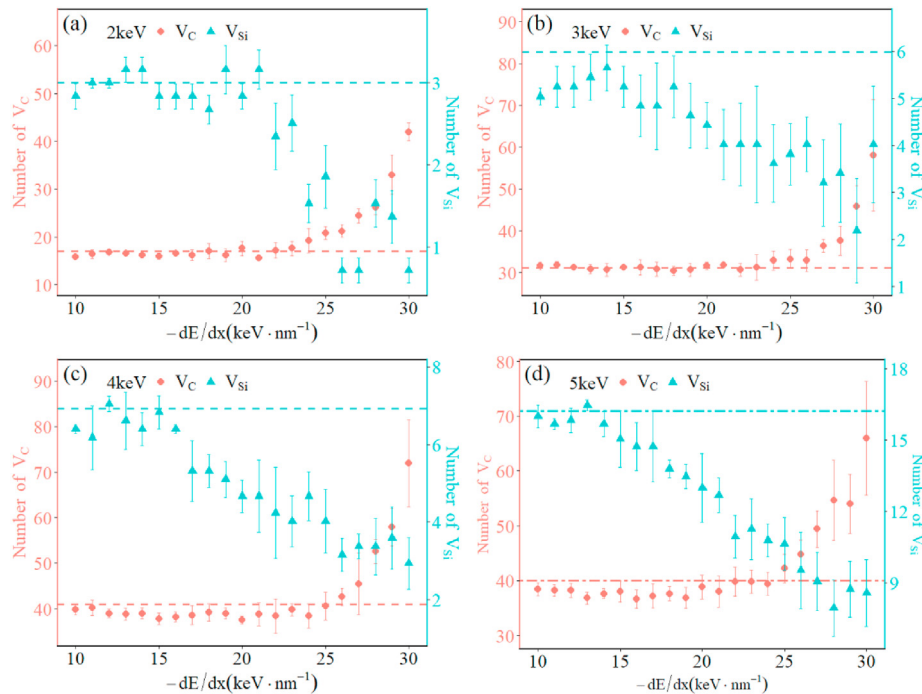 (a) 2keV V_C V_Si
60
50
40
30
20
10
Number of V_C
3
2
1
Number of V_Si
10 15 20 25 30
−dE/dx(keV·nm⁻¹)
(b) 3keV V_C V_Si
90
80
70
60
50
40
30
Number of V_C
6
5
4
3
2
1
Number of V_Si
10 15 20 25 30
−dE/dx(keV·nm⁻¹)
(c) 4keV V_C V_Si
90
80
70
60
50
40
Number of V_C
8
6
4
2
Number of V_Si
10 15 20 25 30
−dE/dx(keV·nm⁻¹)
(d) 5keV V_C V_Si
80
70
60
50
40
30
Number of V_C
18
15
12
9
Number of V_Si
10 15 20 25 30
−dE/dx(keV·nm⁻¹)